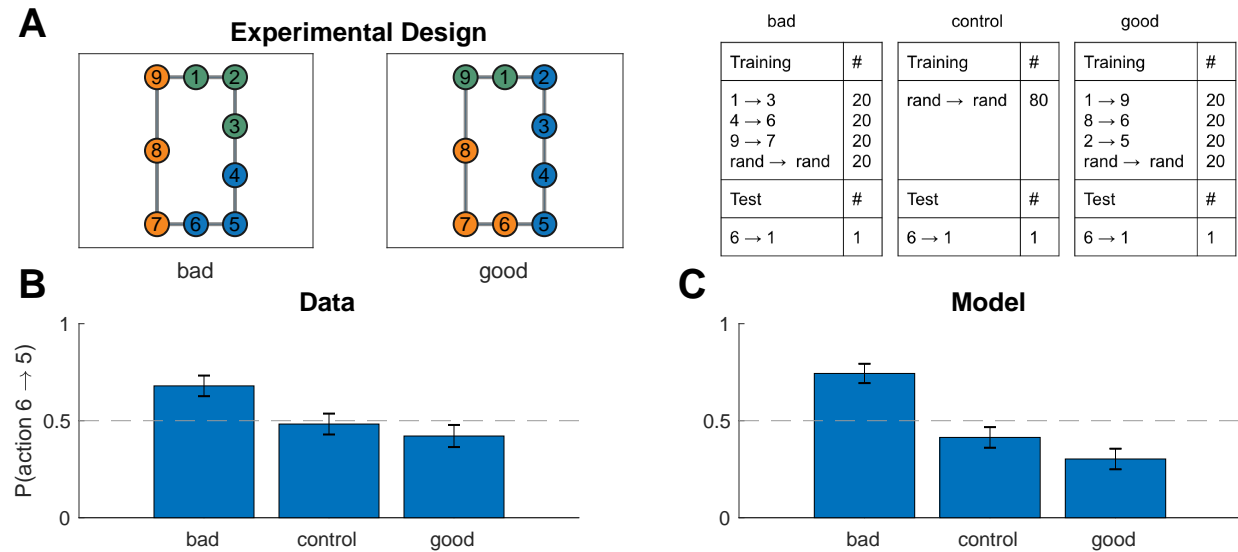 A
Experimental Design
9 1 2
3
8
4
7 6 5
bad
9 1 2
3
8
4
7 6 5
good
bad
Training #
1 → 3 20
4 → 6 20
9 → 7 20
rand → rand 20
Test #
6 → 1 1
control
Training #
rand → rand 80
Test #
6 → 1 1
good
Training #
1 → 9 20
8 → 6 20
2 → 5 20
rand → rand 20
Test #
6 → 1 1
B
Data
P(action 6 → 5)
1
0.5
0
bad control good
C
Model
1
0.5
0
bad control good